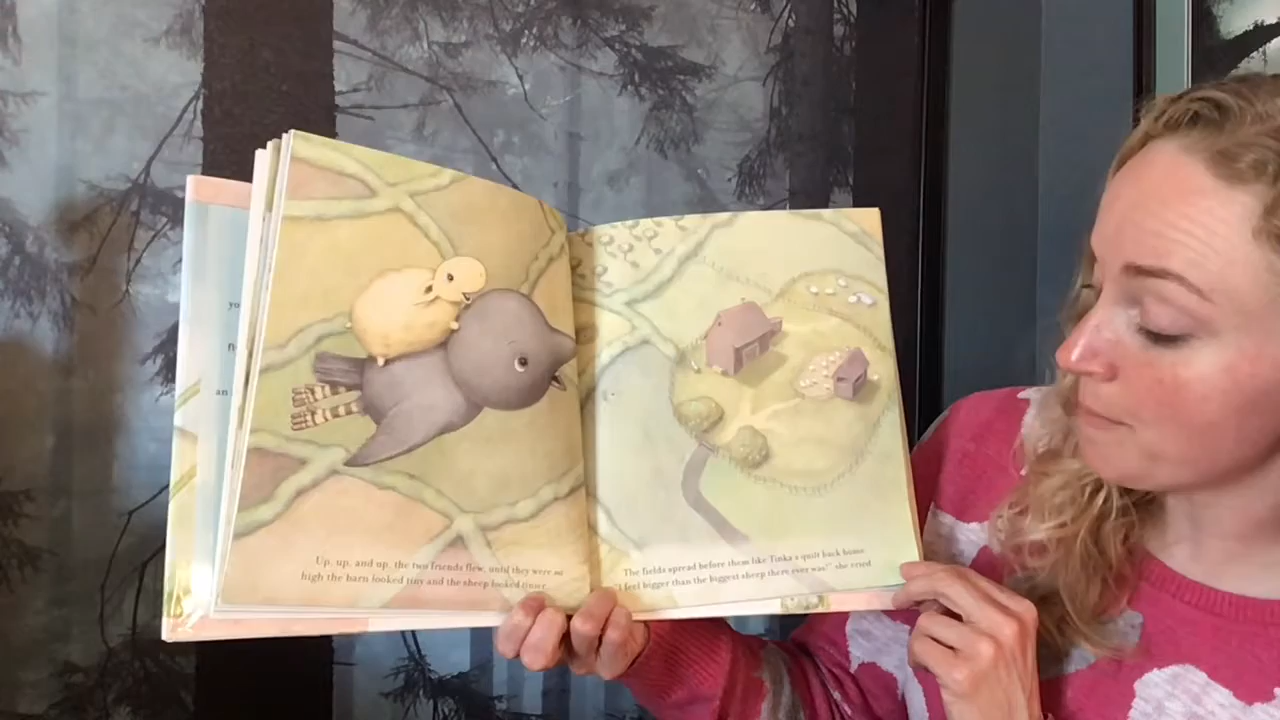 yo
n
an
Up, up, and up, the two friends flew, until they were so
high the barn looked tiny and the sheep looked tinier.
The fields spread before them like Tinka's quilt back home.
"I feel bigger than the biggest sheep there ever was!" she cried